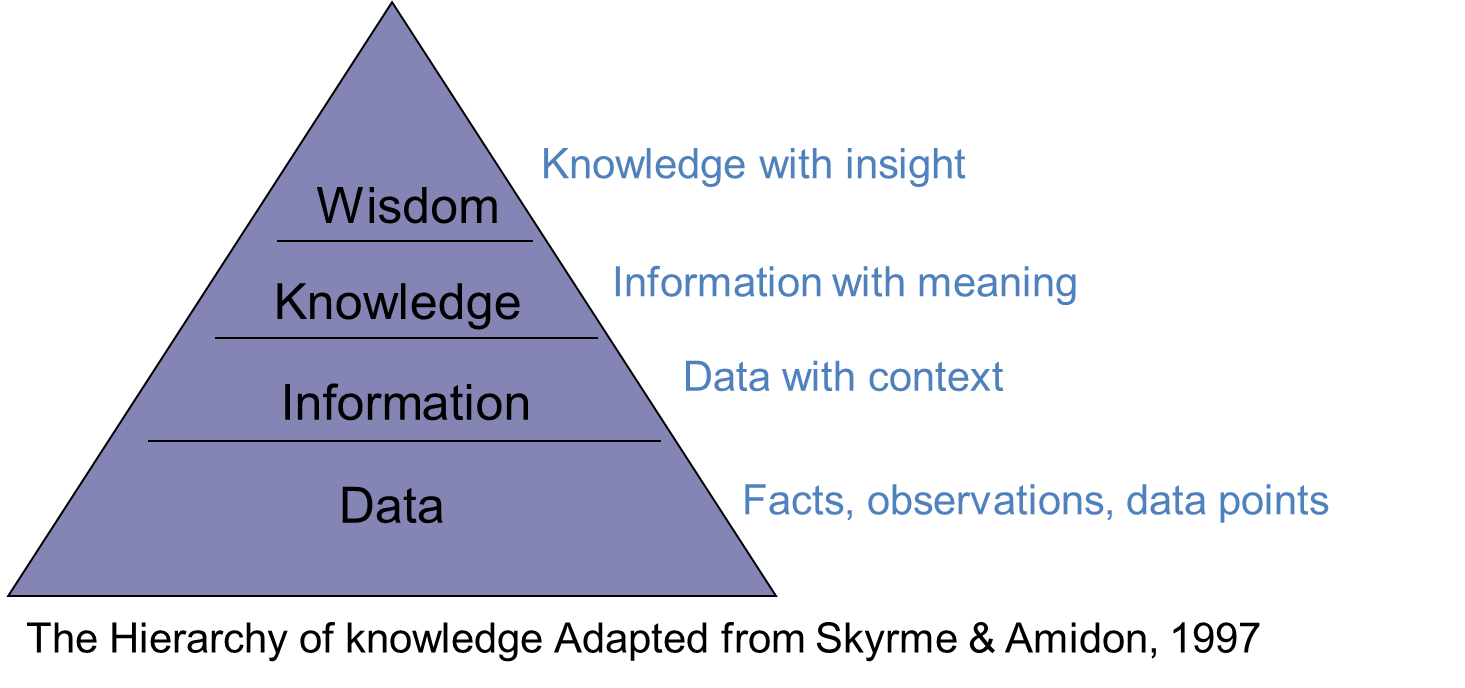 Knowledge with insight
Wisdom
Information with meaning
Knowledge
Data with context
Information
Facts, observations, data points
Data
The Hierarchy of knowledge Adapted from Skyrme & Amidon, 1997